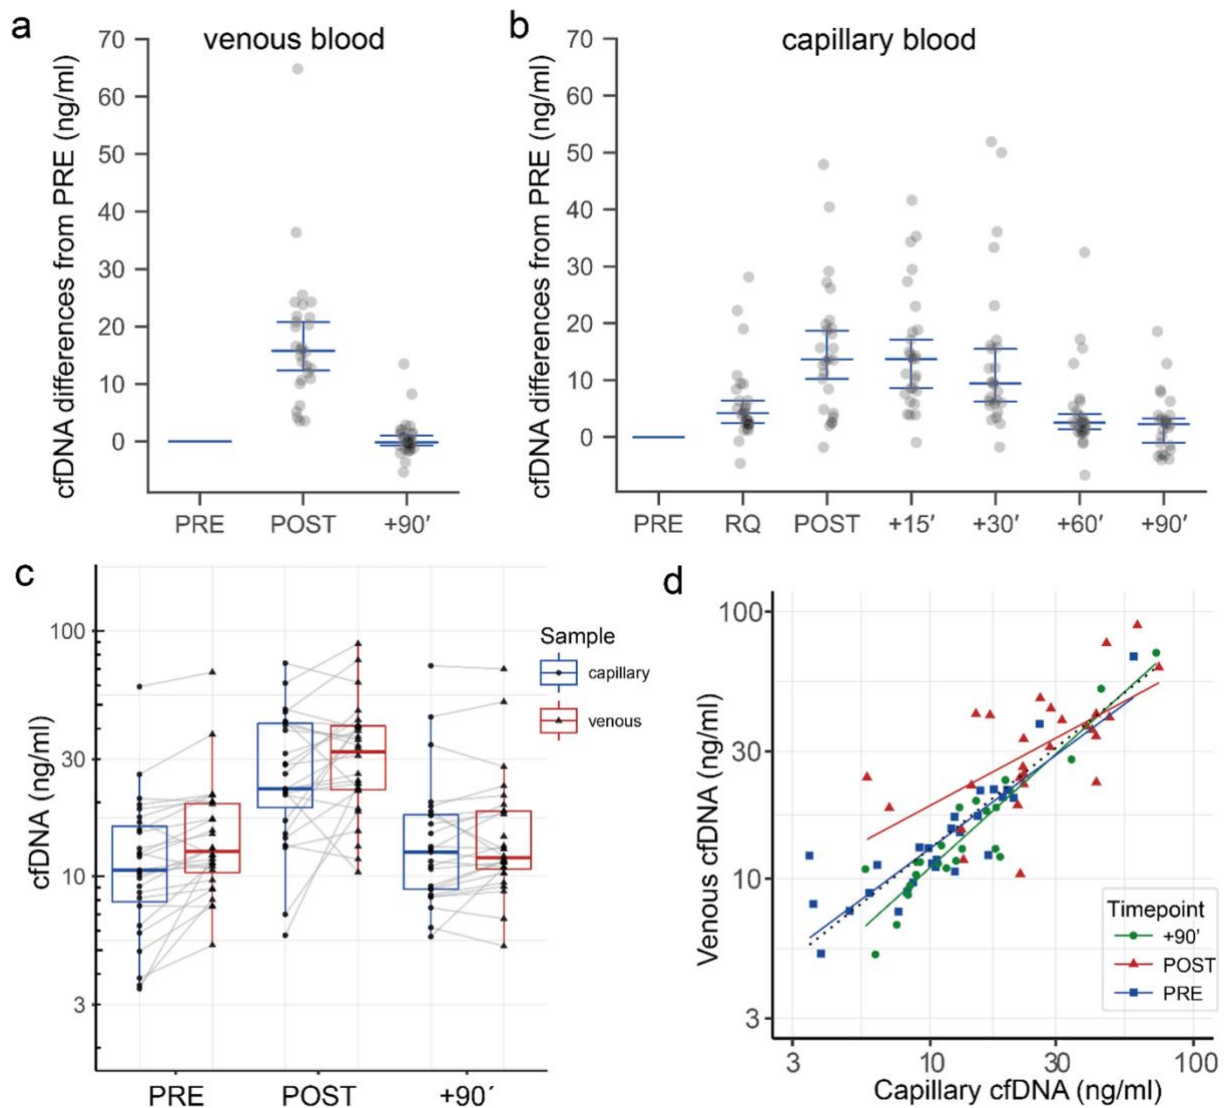 a
venous blood
cfDNA differences from PRE (ng/ml)
70
60
50
40
30
20
10
0
PRE POST +90′
b
capillary blood
cfDNA differences from PRE (ng/ml)
70
60
50
40
30
20
10
0
PRE RQ POST +15′ +30′ +60′ +90′
c
cfDNA (ng/ml)
100
30
10
3
PRE POST +90´
Sample
capillary
venous
d
Venous cfDNA (ng/ml)
100
30
10
3
3 10 30 100
Capillary cfDNA (ng/ml)
Timepoint
+90′
POST
PRE